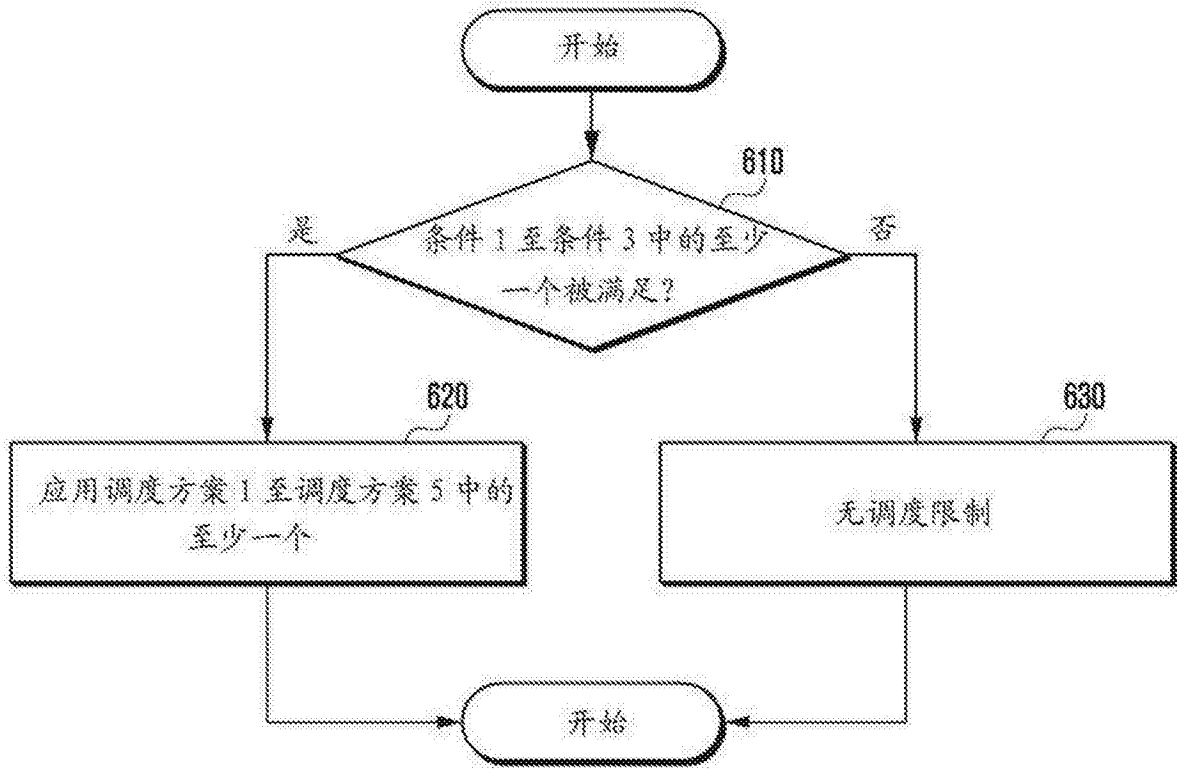 开始
610
是
否
条件 1 至条件 3 中的至少
一个被满足？
620
630
应用调度方案 1 至调度方案 5 中的
至少一个
无调度限制
开始